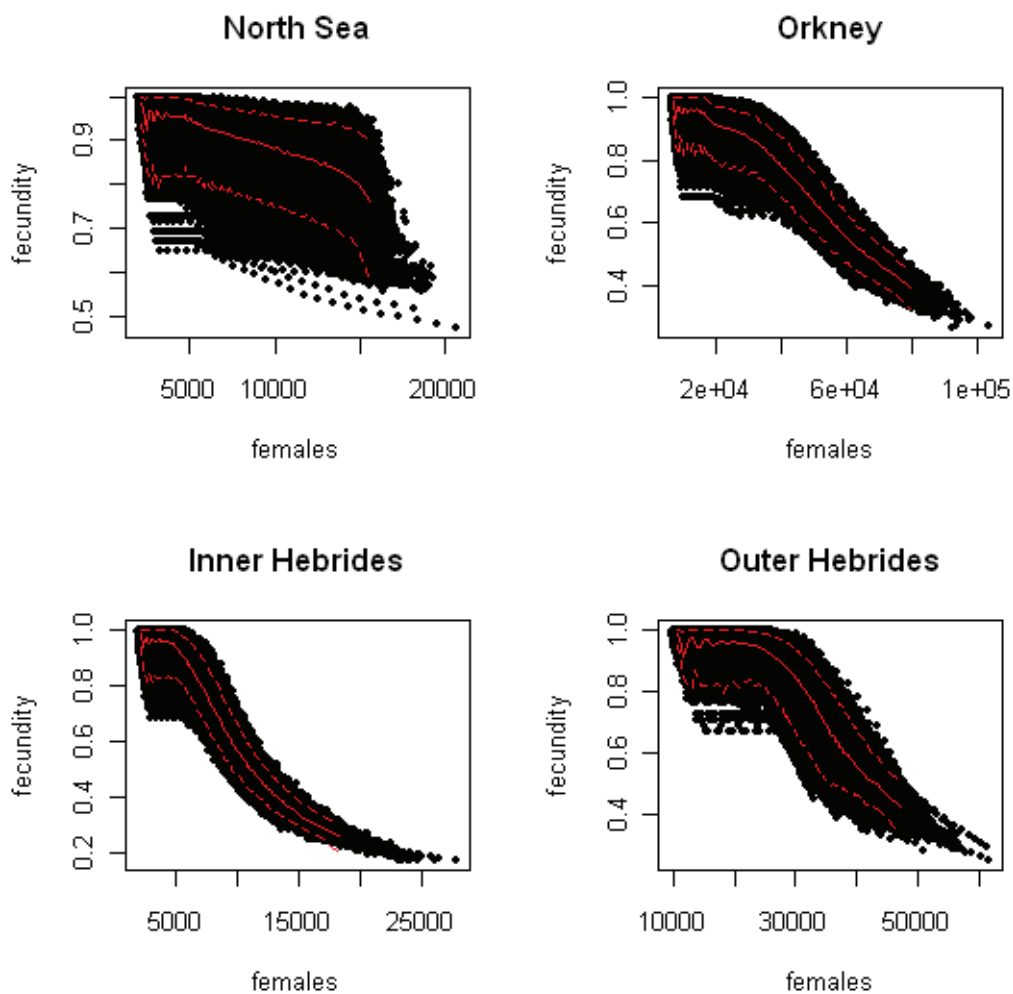 North Sea
fecundity
0.5 0.7 0.9
5000 10000 20000
females
Orkney
fecundity
0.4 0.6 0.8 1.0
2e+04 6e+04 1e+05
females
Inner Hebrides
fecundity
0.2 0.4 0.6 0.8 1.0
5000 15000 25000
females
Outer Hebrides
fecundity
0.4 0.6 0.8 1.0
10000 30000 50000
females